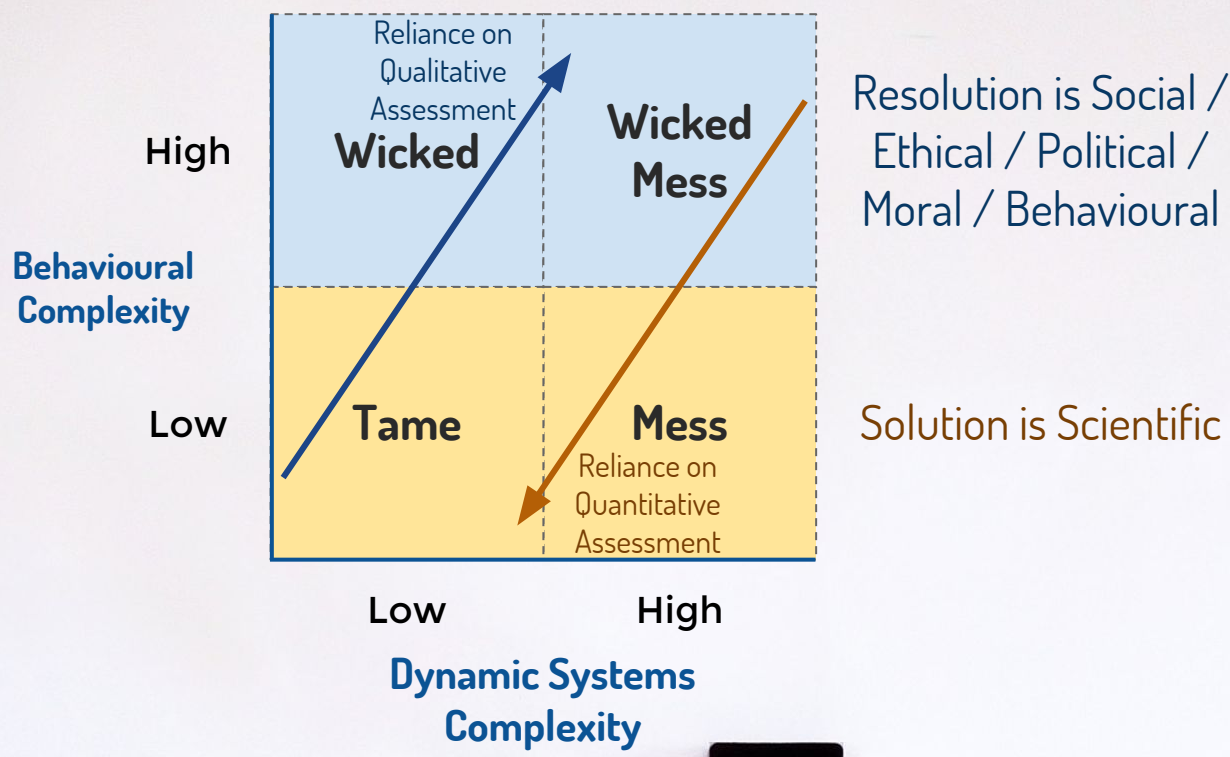 Reliance on
Qualitative
Assessment
Wicked
Wicked
Mess
Resolution is Social /
Ethical / Political /
Moral / Behavioural
High
Behavioural
Complexity
Low
Tame
Mess
Reliance on
Quantitative
Assessment
Solution is Scientific
Low
High
Dynamic Systems
Complexity